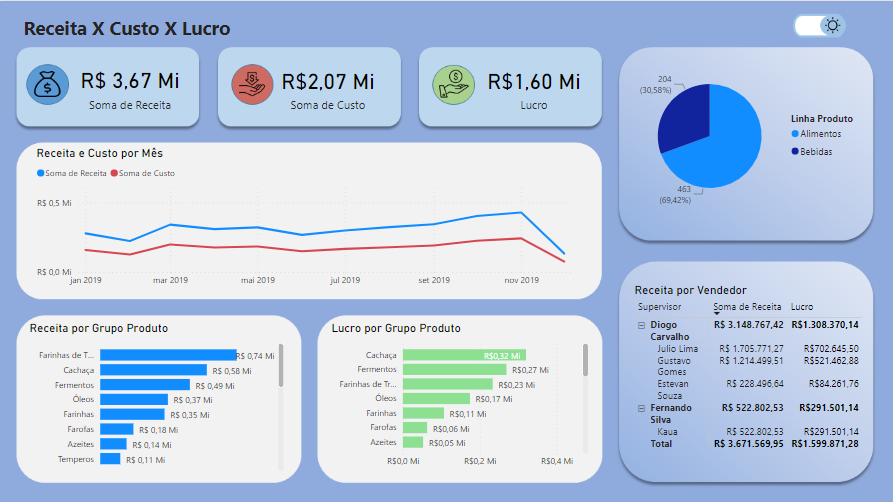 Receita X Custo X Lucro
R$ 3,67 Mi
Soma de Receita
R$2,07 Mi
Soma de Custo
R$1,60 Mi
Lucro
204
(30,58%)
463
(69,42%)
Linha Produto
Alimentos
Bebidas
Receita e Custo por Mês
Soma de Receita Soma de Custo
R$ 0,5 Mi
R$ 0,0 Mi
jan 2019 mar 2019 mai 2019 jul 2019 set 2019 nov 2019
Receita por Grupo Produto
Farinhas de T... R$ 0,74 Mi
Cachaça R$ 0,58 Mi
Fermentos R$ 0,49 Mi
Óleos R$ 0,37 Mi
Farinhas R$ 0,35 Mi
Farofas R$ 0,18 Mi
Azeites R$ 0,14 Mi
Temperos R$ 0,11 Mi
Lucro por Grupo Produto
Cachaça R$0,32 Mi
Fermentos R$0,27 Mi
Farinhas de Tr... R$0,23 Mi
Óleos R$0,17 Mi
Farinhas R$0,11 Mi
Farofas R$0,06 Mi
Azeites R$0,05 Mi
R$0,0 Mi R$0,2 Mi R$0,4 Mi
Receita por Vendedor
Supervisor Soma de Receita Lucro
Diogo R$ 3.148.767,42 R$1.308.370,14
Carvalho
Julio Lima R$ 1.705.771,27 R$702.645,50
Gustavo R$ 1.214.499,51 R$521.462,88
Gomes
Estevan R$ 228.496,64 R$84.261,76
Souza
Fernando R$ 522.802,53 R$291.501,14
Silva
Kaua R$ 522.802,53 R$291.501,14
Total R$ 3.671.569,95 R$1.599.871,28